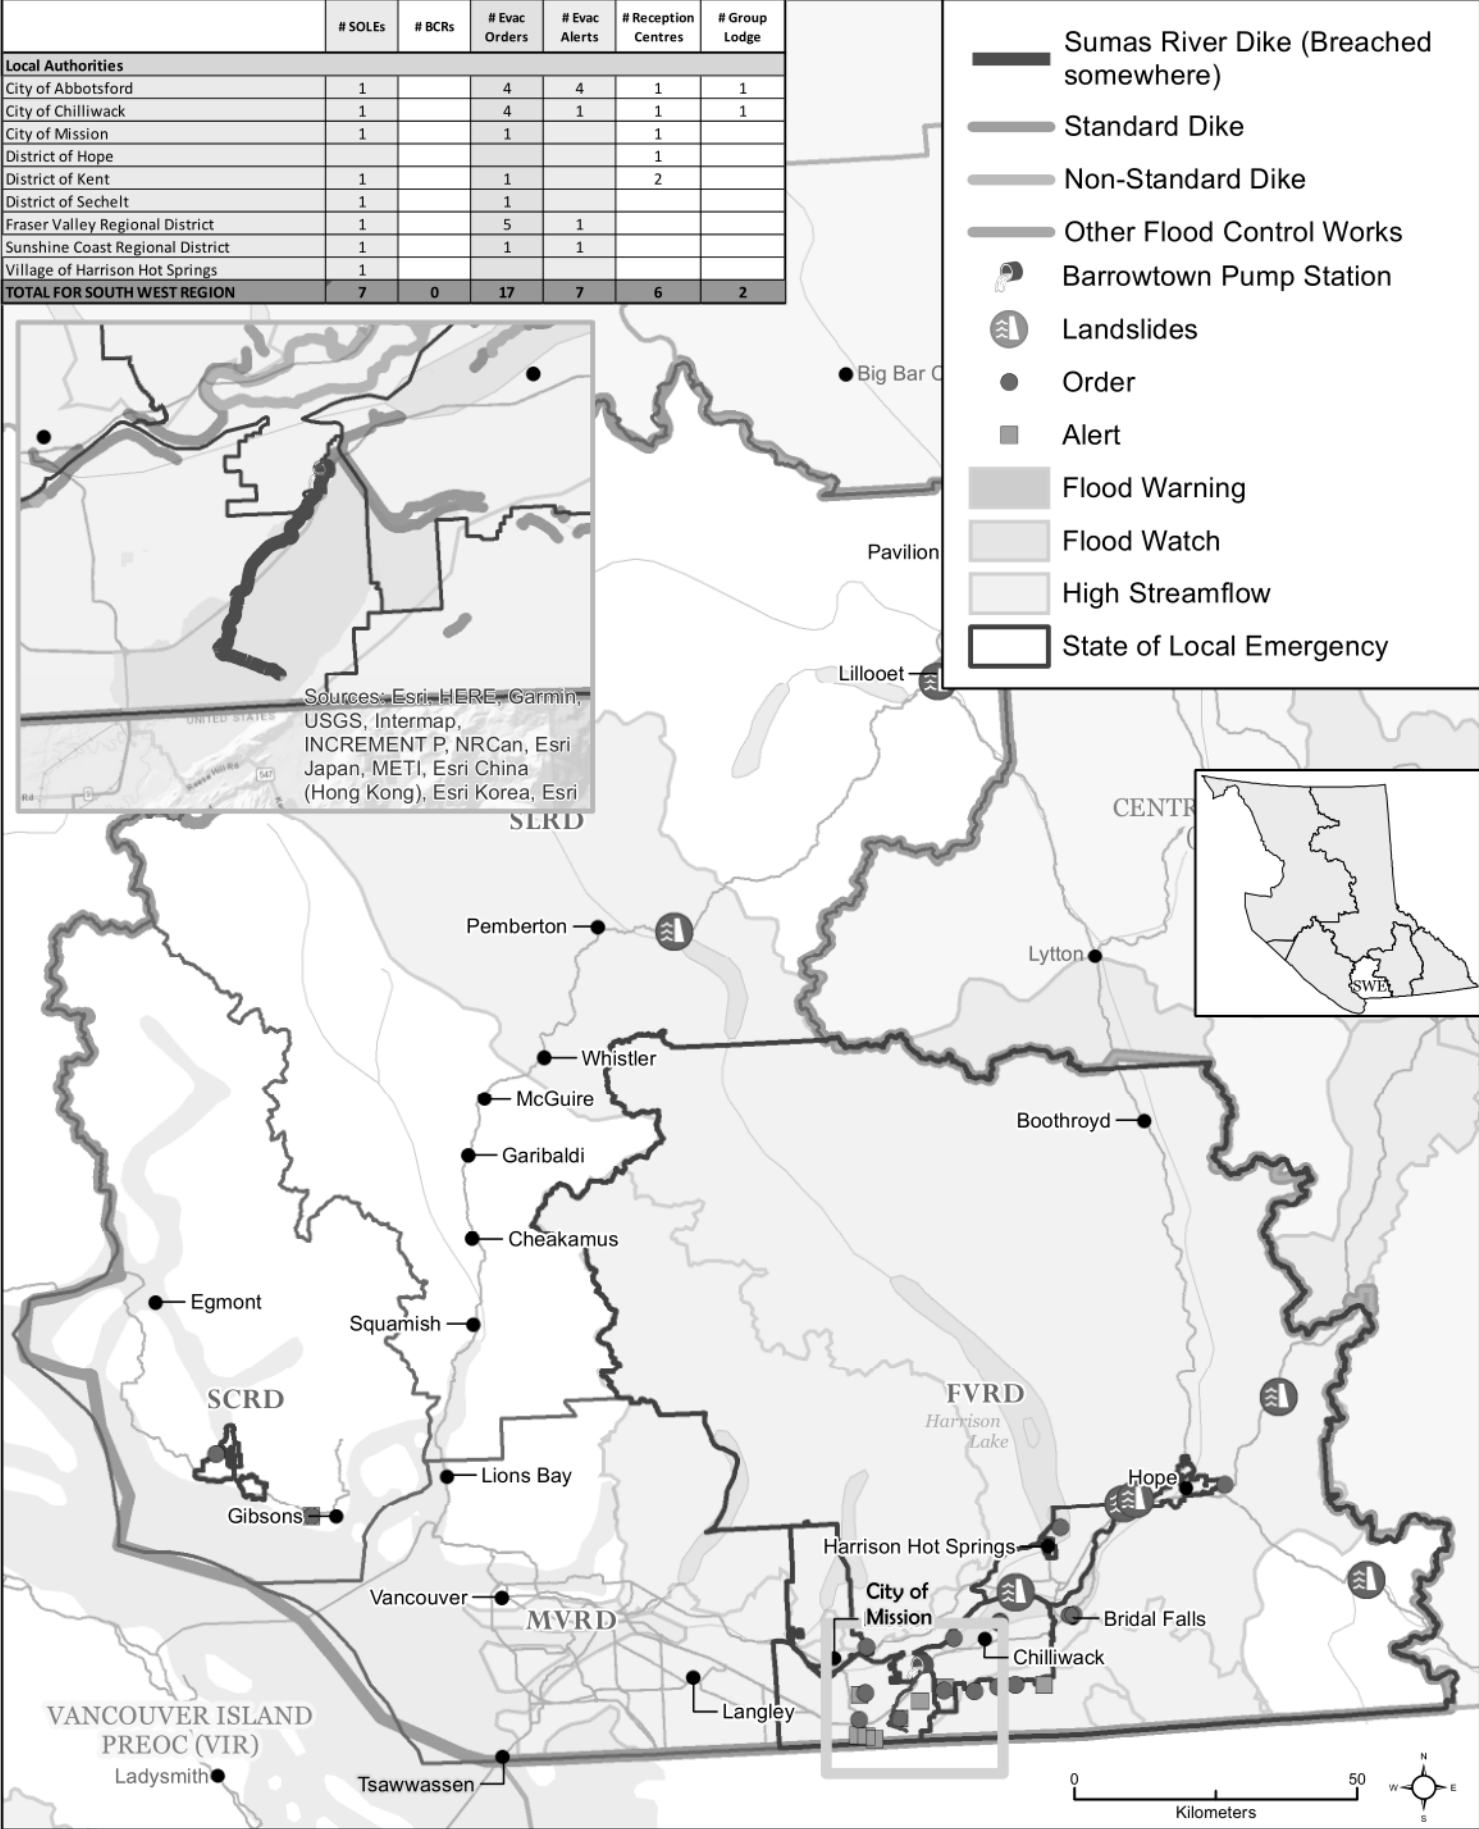 # SOLEs # BCRs # Evac Orders # Evac Alerts # Reception Centres # Group Lodge
Local Authorities
City of Abbotsford 1 4 4 1 1
City of Chilliwack 1 4 1 1 1
City of Mission 1 1 1
District of Hope 1
District of Kent 1 1 2
District of Sechelt 1 1
Fraser Valley Regional District 1 5 1
Sunshine Coast Regional District 1 1 1
Village of Harrison Hot Springs 1
TOTAL FOR SOUTH WEST REGION 7 0 17 7 6 2
Sumas River Dike (Breached
somewhere)
Standard Dike
Non-Standard Dike
Other Flood Control Works
Barrowtown Pump Station
Landslides
Order
Alert
Flood Warning
Flood Watch
High Streamflow
State of Local Emergency
Big Bar C
Pavilion
Lillooet
Sources: Esri, HERE, Garmin,
USGS, Intermap,
INCREMENT P, NRCan, Esri
Japan, METI, Esri China
(Hong Kong), Esri Korea, Esri
UNITED STATES
Reese Hill Rd
547
Rd
SLRD
CENTR
SWE
Pemberton
Lytton
Whistler
McGuire
Boothroyd
Garibaldi
Cheakamus
Egmont
Squamish
SCRD
FVRD
Harrison
Lake
Lions Bay
Hope
Gibsons
Harrison Hot Springs
Vancouver
City of
Mission
MVRD
Bridal Falls
Chilliwack
Langley
VANCOUVER ISLAND
PREOC (VIR)
Ladysmith
Tsawwassen
0 50
Kilometers
N
W E
S